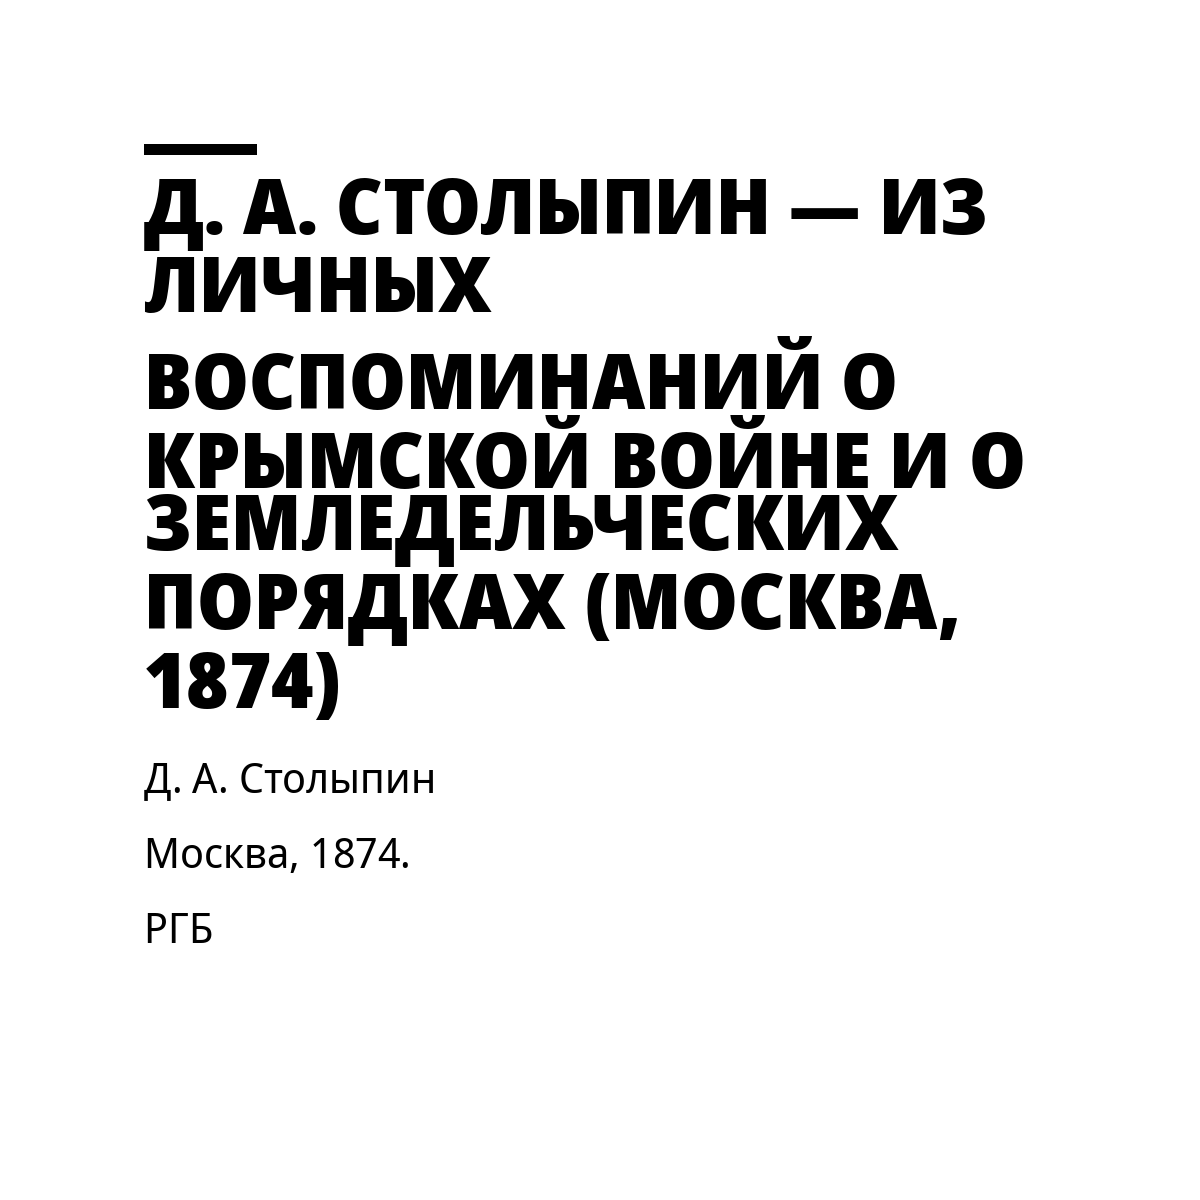 Д. А. СТОЛЫПИН — ИЗ
ЛИЧНЫХ
ВОСПОМИНАНИЙ О
КРЫМСКОЙ ВОЙНЕ И О
ЗЕМЛЕДЕЛЬЧЕСКИХ
ПОРЯДКАХ (МОСКВА,
1874)
Д. А. Столыпин
Москва, 1874.
РГБ